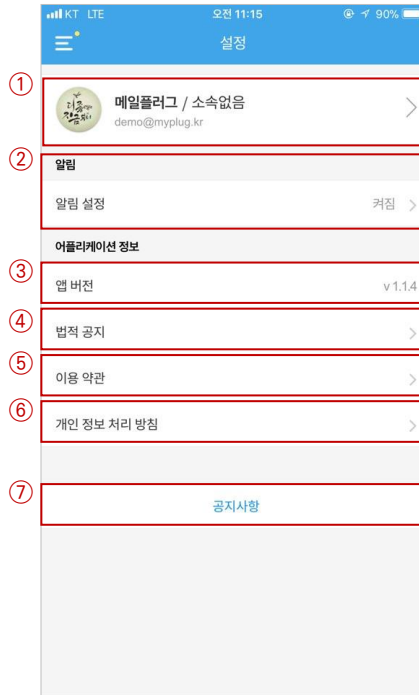 KT LTE 오전 11:15 90%
설정
①
메일플러그 / 소속없음
demo@myplug.kr
②
알림
알림 설정 켜짐
어플리케이션 정보
③
앱 버전 v 1.1.4
④
법적 공지
⑤
이용 약관
⑥
개인 정보 처리 방침
⑦
공지사항